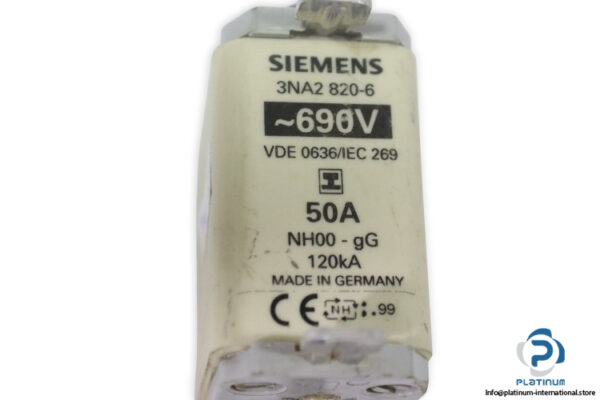 SIEMENS
3NA2 820-6
~690V
VDE 0636/IEC 269
50A
NH00 - gG
120kA
MADE IN GERMANY
CE NH .99
PLATINUM
info@platinum-international.store